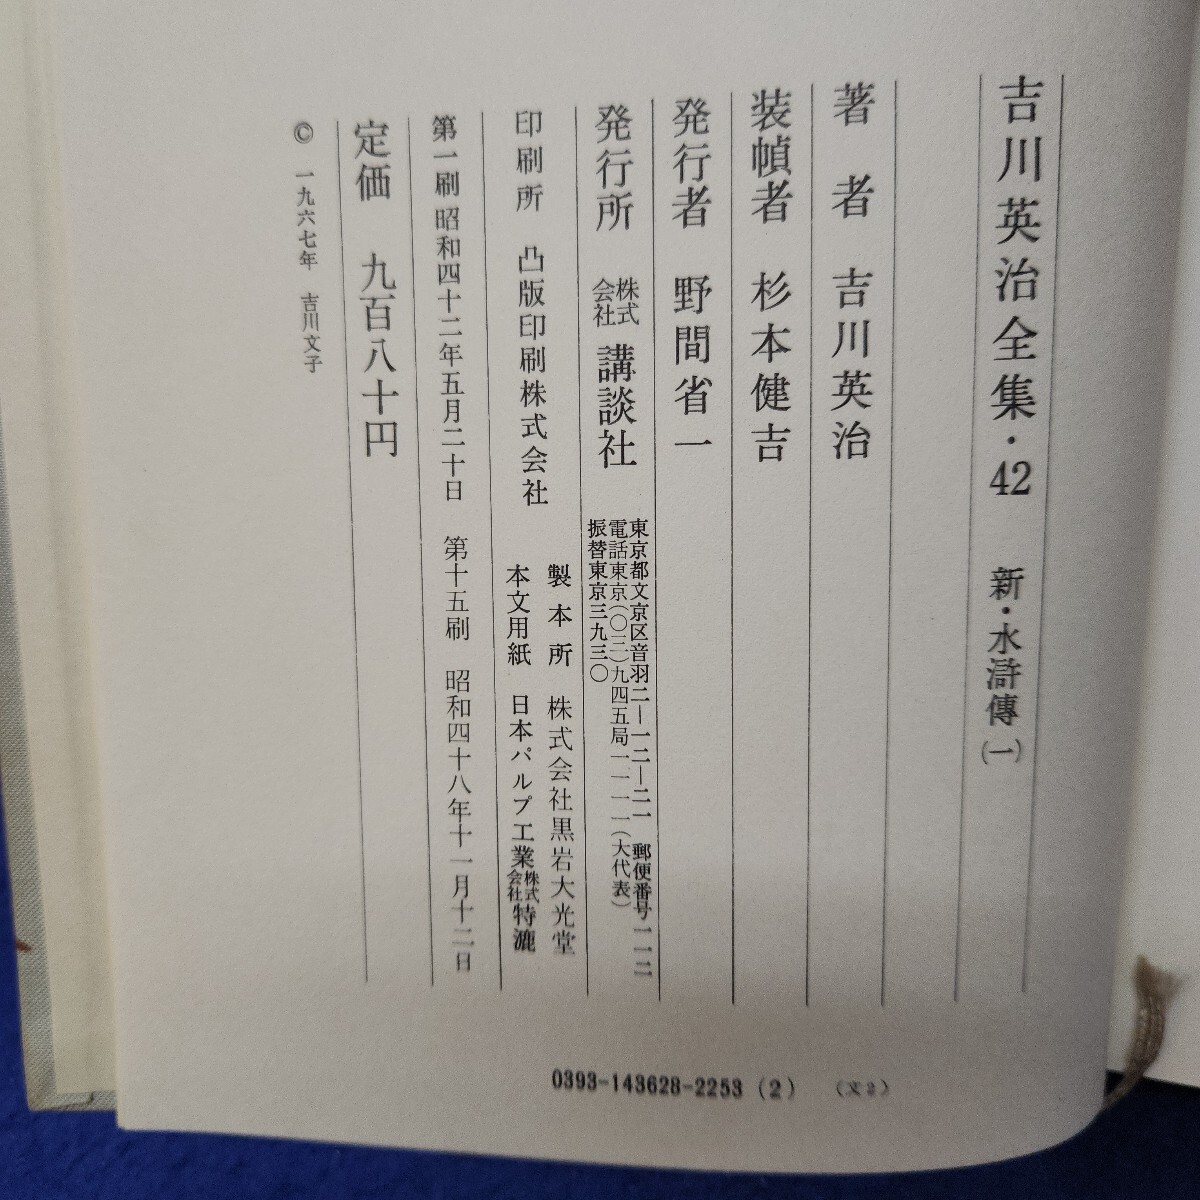 吉川英治全集・42 新・水滸傳(一)
著者 吉川英治
装幀者 杉本健吉
発行者 野間省一
発行所 株式会社 講談社
東京都文京区音羽二―一二―二一 郵便番号一一二
電話東京(〇三)九四五局一一一一(大代表)
振替東京三九三〇
印刷所 凸版印刷株式会社
製本所 株式会社黒岩大光堂
本文用紙 日本パルプ工業株式会社特漉
第一刷 昭和四十二年五月二十日 第十五刷 昭和四十八年十一月十二日
定価 九百八十円
© 一九六七年 吉川文子
0393-143628-2253 (2) (文2)